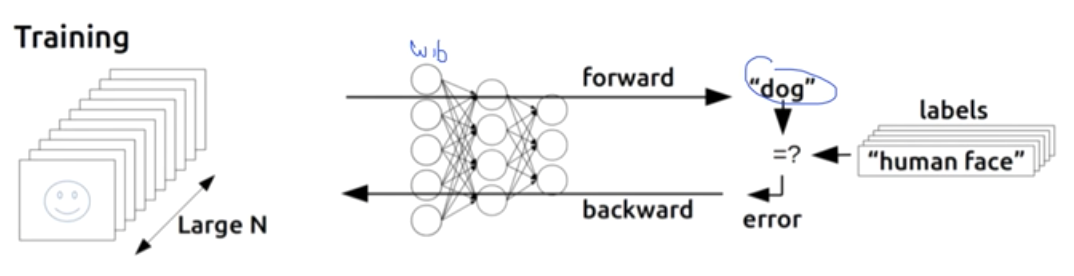 Training
w,b
forward
"dog"
labels
=?
"human face"
Large N
backward
error